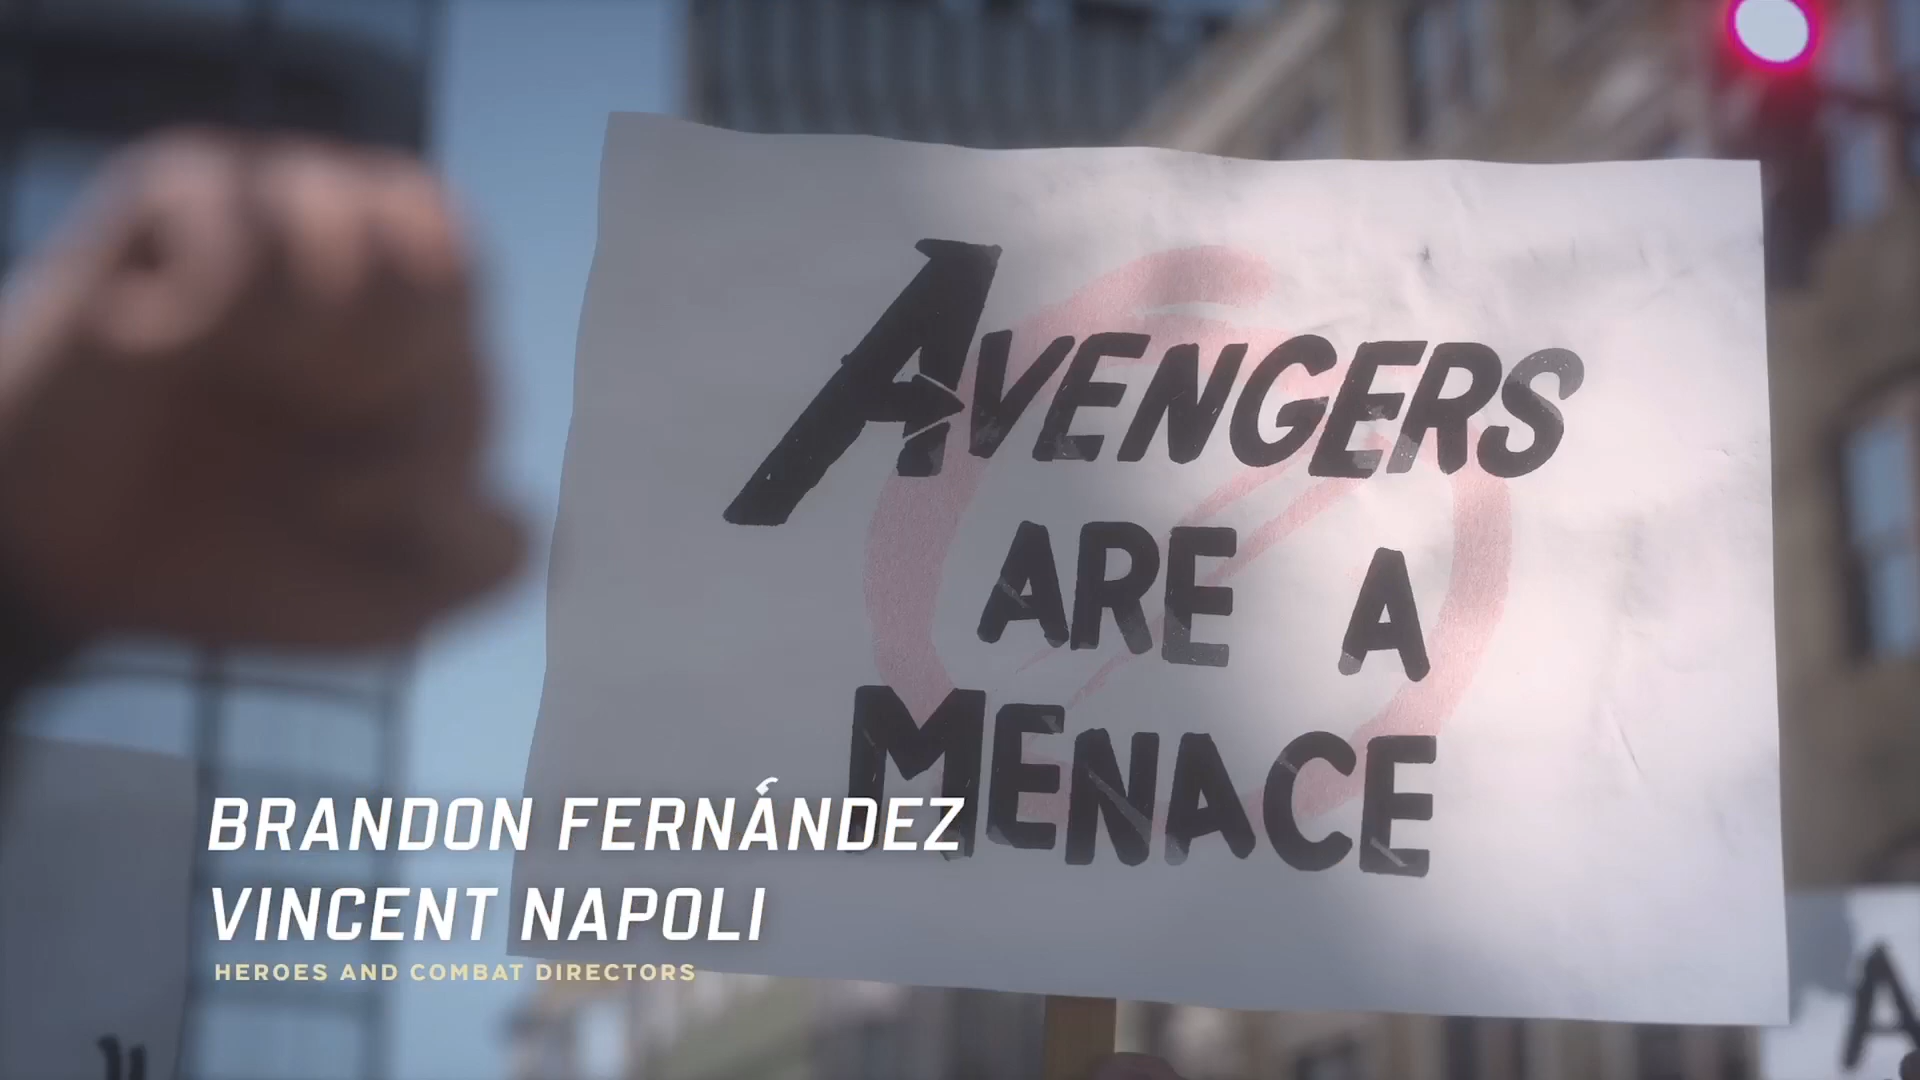 AVENGERS
ARE A
MENACE
BRANDON FERNÁNDEZ
VINCENT NAPOLI
HEROES AND COMBAT DIRECTORS
A